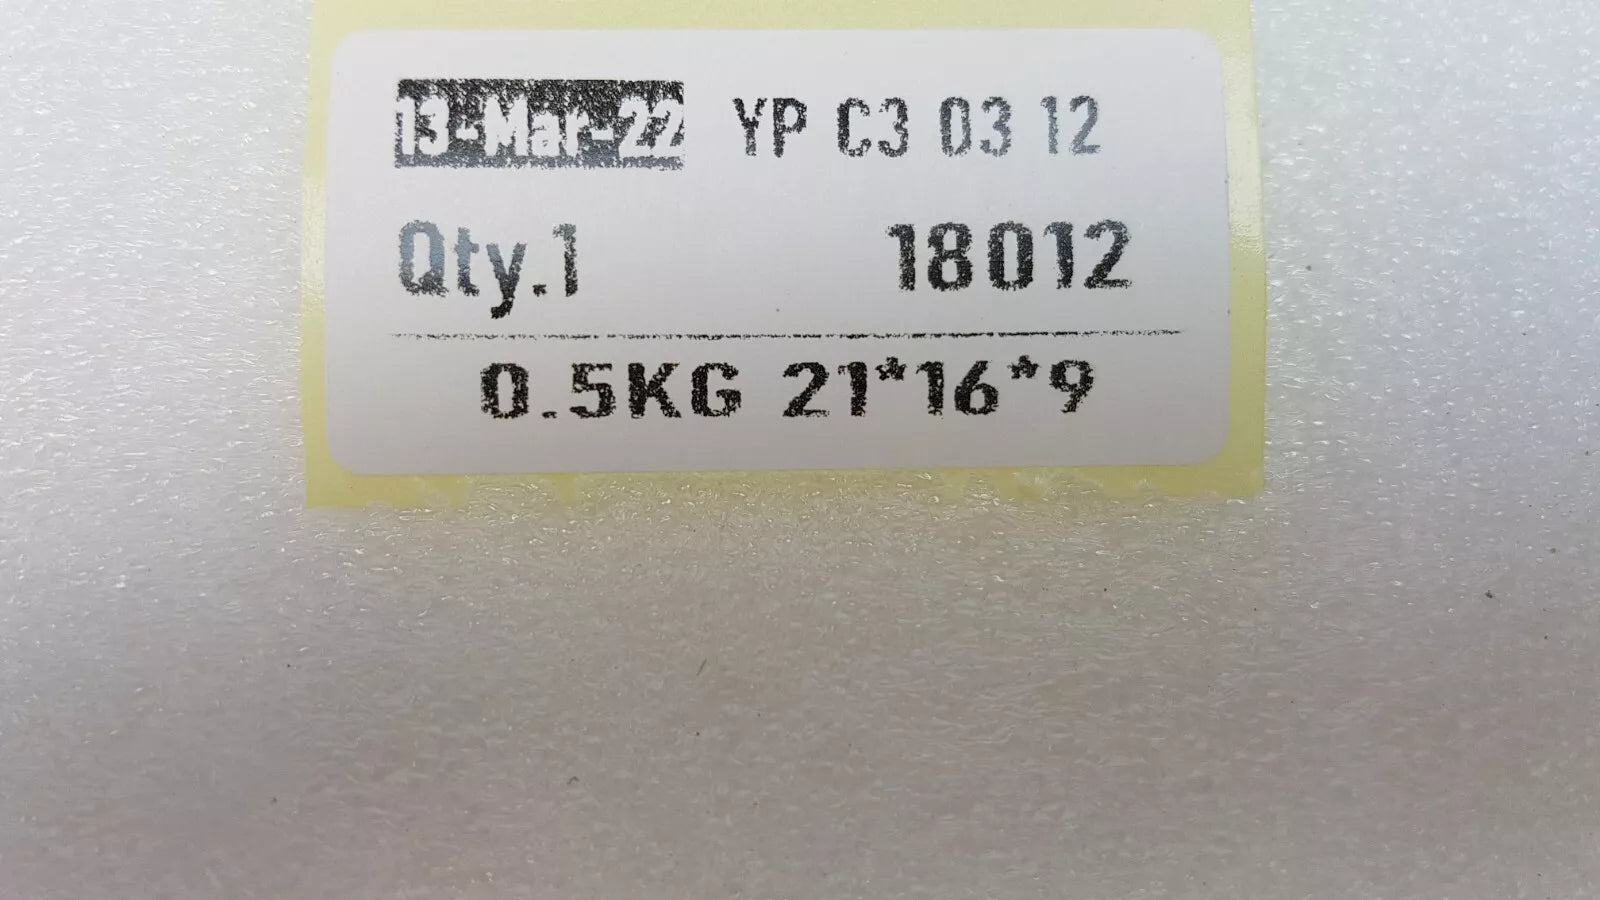 13-Mar-22 YP C3 03 12
Qty.1 18012
0.5KG 21*16*9